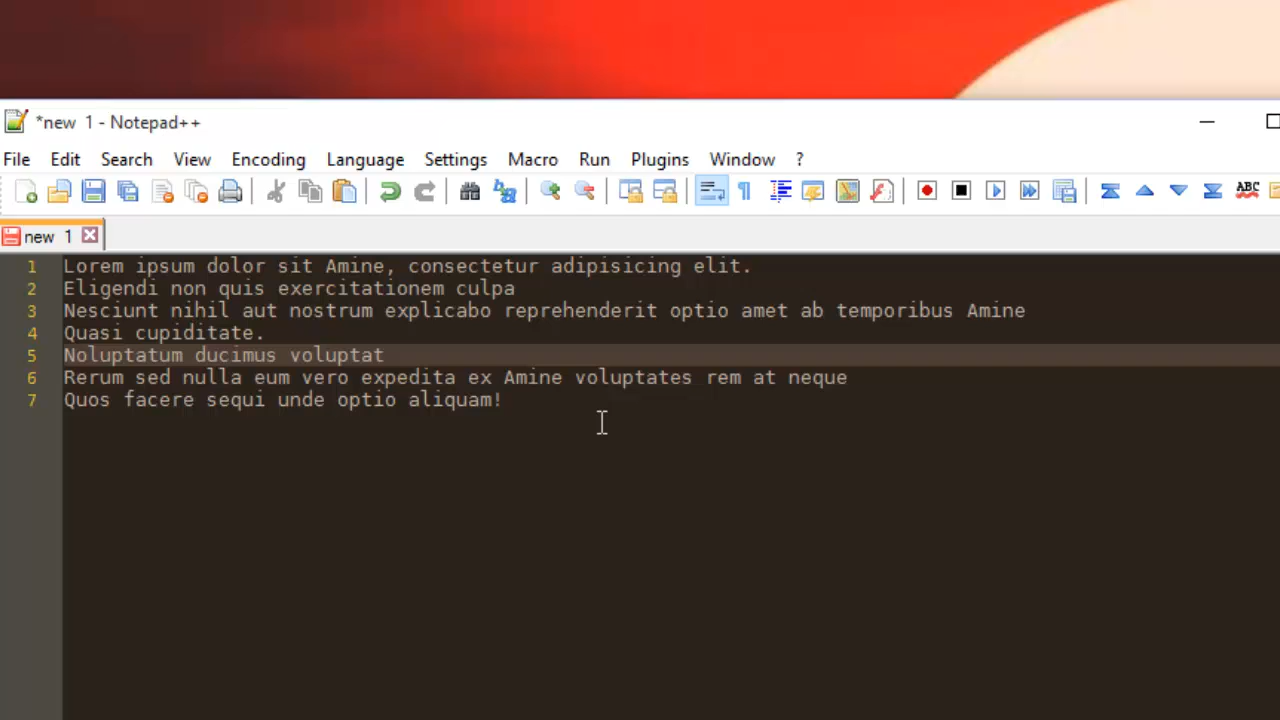 *new 1 - Notepad++
File Edit Search View Encoding Language Settings Macro Run Plugins Window ?
ABC
new 1
1 Lorem ipsum dolor sit Amine, consectetur adipisicing elit.
2 Eligendi non quis exercitationem culpa
3 Nesciunt nihil aut nostrum explicabo reprehenderit optio amet ab temporibus Amine
4 Quasi cupiditate.
5 Noluptatum ducimus voluptat
6 Rerum sed nulla eum vero expedita ex Amine voluptates rem at neque
7 Quos facere sequi unde optio aliquam!